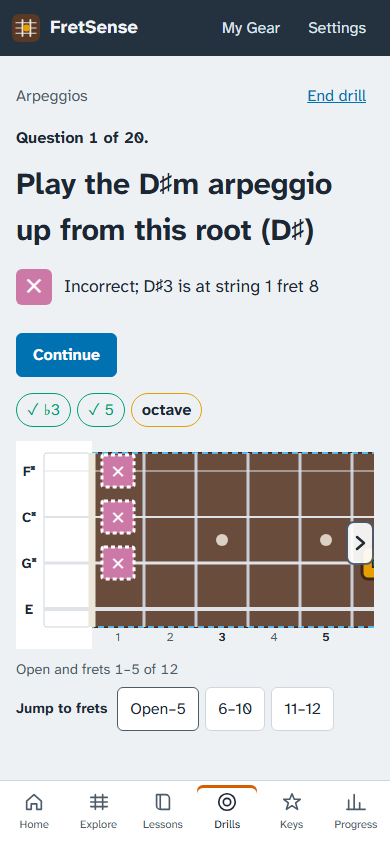 FretSense
My Gear
Settings
Arpeggios
End drill
Question 1 of 20.
Play the D♯m arpeggio
up from this root (D♯)
Incorrect; D♯3 is at string 1 fret 8
Continue
✓ ♭3
✓ 5
octave
F𝄪
C𝄪
G𝄪
E
1 2 3 4 5
Open and frets 1–5 of 12
Jump to frets
Open–5
6–10
11–12
Home
Explore
Lessons
Drills
Keys
Progress